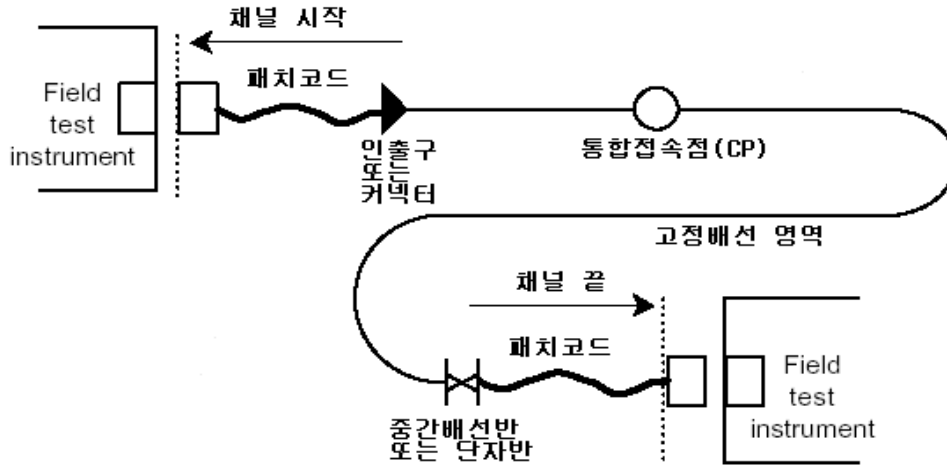 채널 시작
패치코드
Field
test
instrument
인출구
또는
커넥터
통합접속점(CP)
고정배선 영역
채널 끝
패치코드
Field
test
instrument
중간배선반
또는 단자반